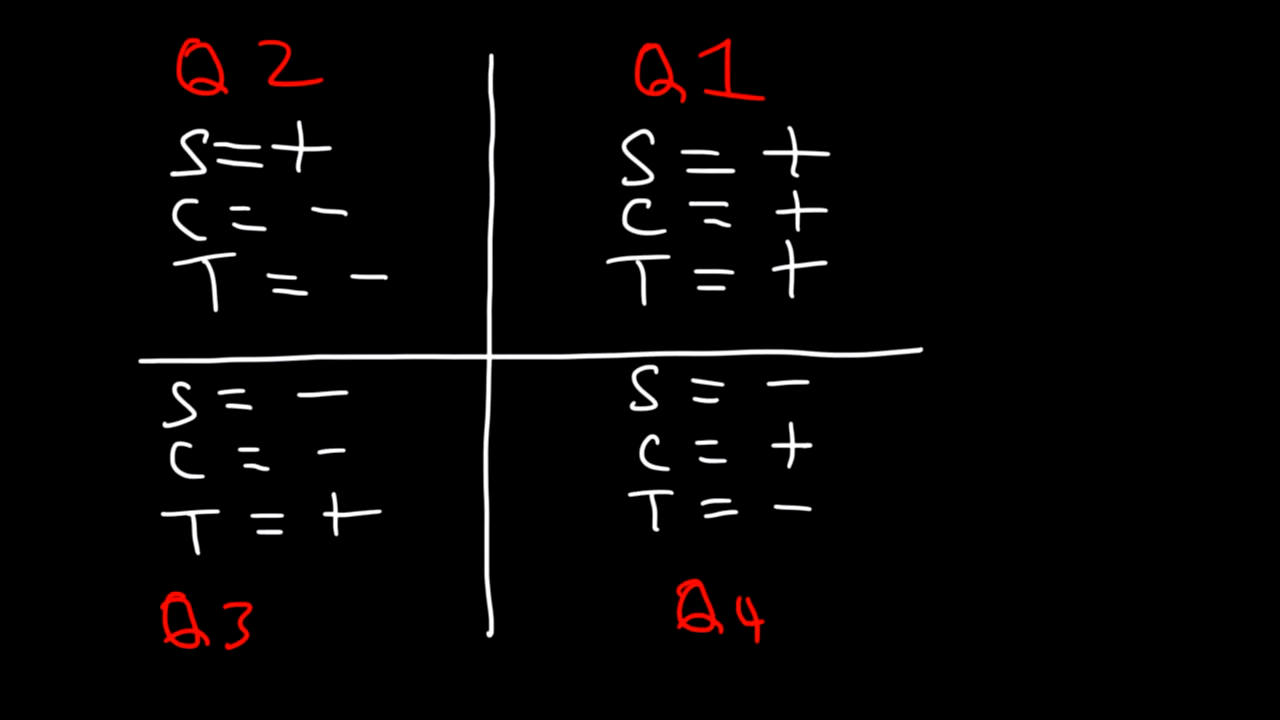 Q2
S=+
C= -
T= -
Q1
S= +
C= +
T= +
S= -
C= -
T= +
Q3
S= -
C= +
T= -
Q4